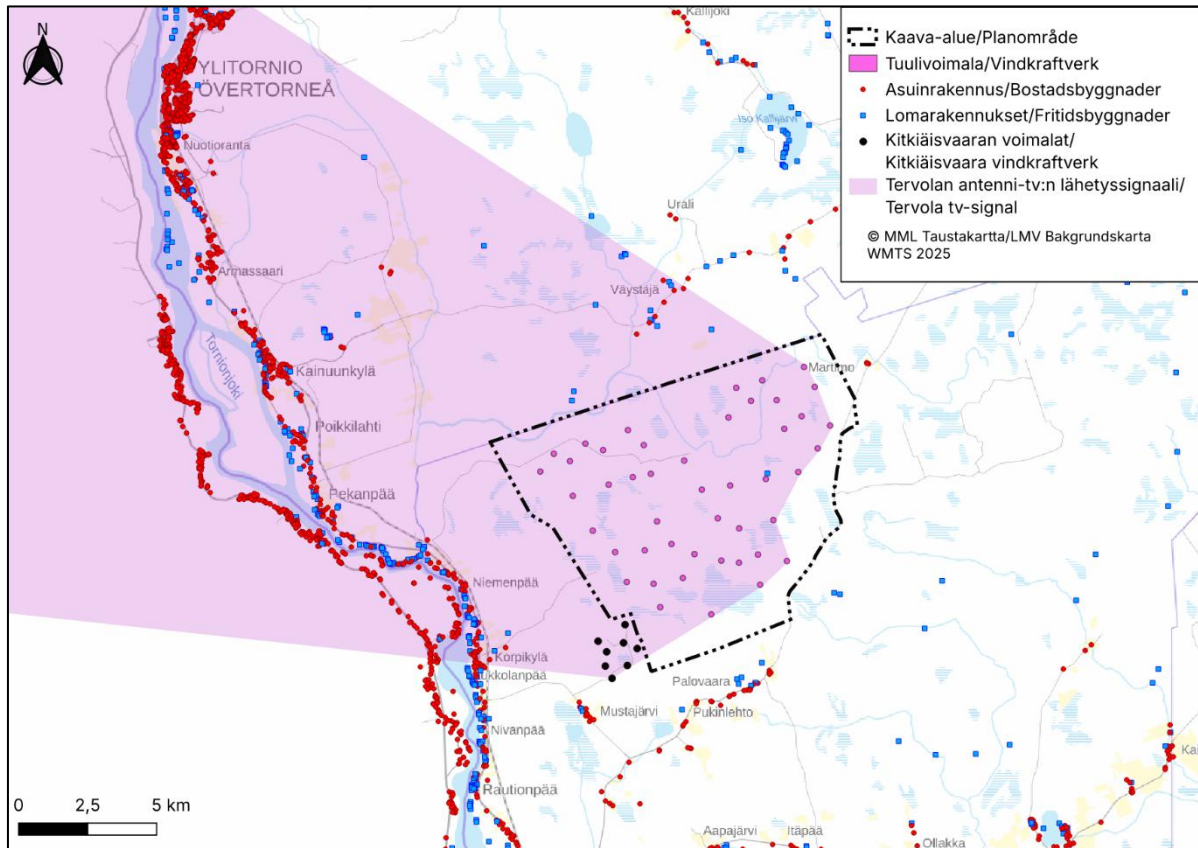 N
Kaava-alue/Planområde
Tuulivoimala/Vindkraftverk
Asuinrakennus/Bostadsbyggnader
Lomarakennukset/Fritidsbyggnader
Kitkiäisvaaran voimalat/
Kitkiäisvaara vindkraftverk
Tervolan antenni-tv:n lähetyssignaali/
Tervola tv-signal
© MML Taustakartta/LMV Bakgrundskarta
WMTS 2025
Kallijoki
YLITORNIO
ÖVERTORNEÅ
Iso Kallijärvi
Nuotioranta
Urali
Armassaari
Väystäjä
Tornionjoki
Kainuunkylä
Martimo
Poikkilahti
Pekanpää
Niemenpää
Korpikylä
ukkolanpää
Palovaara
Mustajärvi
Pukinlehto
Nivanpää
Rautionpää
0 2,5 5 km
Aapajärvi
Itäpää
Ollakka